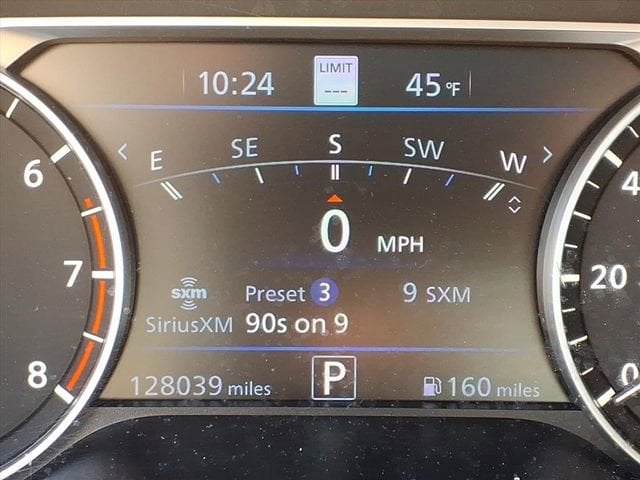 10:24 LIMIT --- 45°F
E SE S SW W
0 MPH
sxm Preset 3 9 SXM
SiriusXM 90s on 9
128039 miles P 160 miles
6
7
8
20
0